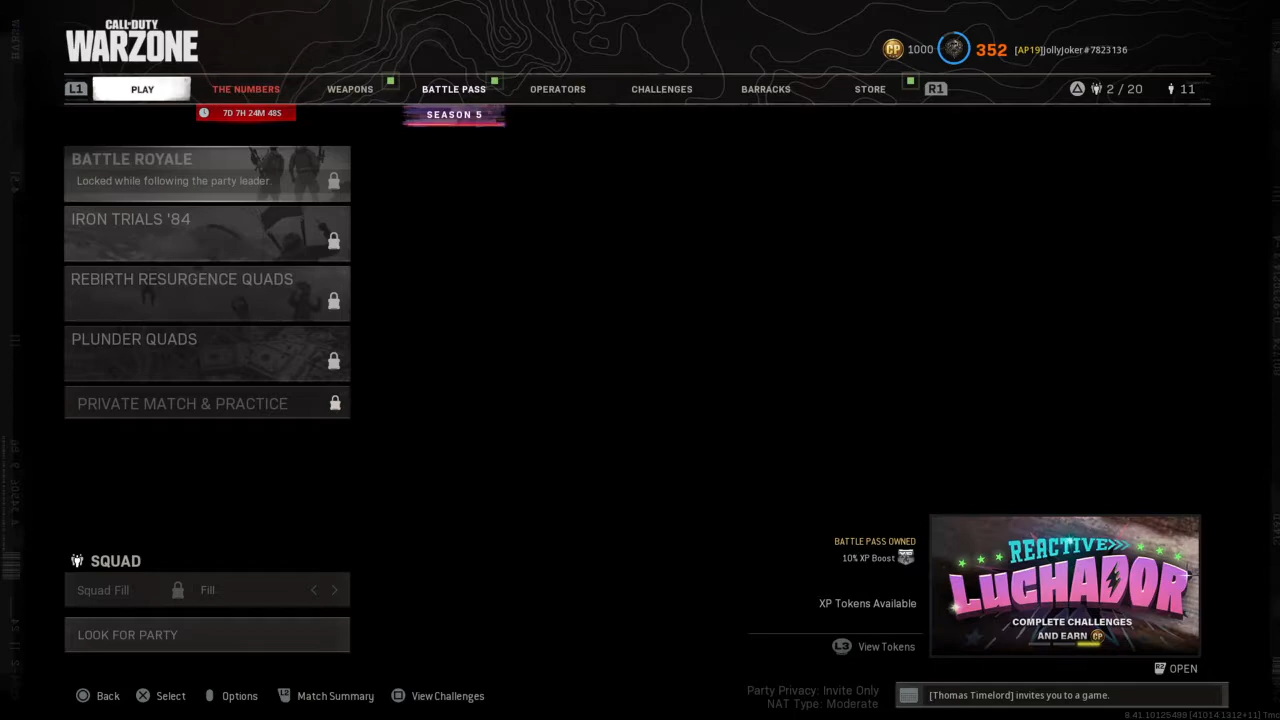 CALL·DUTY
WARZONE
CP 1000 352 [AP19]JollyJoker#7823136
L1 PLAY THE NUMBERS WEAPONS BATTLE PASS OPERATORS CHALLENGES BARRACKS STORE R1 2 / 20 11
7D 7H 24M 48S
SEASON 5
BATTLE ROYALE
Locked while following the party leader.
IRON TRIALS '84
REBIRTH RESURGENCE QUADS
PLUNDER QUADS
PRIVATE MATCH & PRACTICE
SQUAD
Squad Fill Fill
LOOK FOR PARTY
BATTLE PASS OWNED
10% XP Boost
XP Tokens Available
L3 View Tokens
REACTIVE
LUCHADOR
COMPLETE CHALLENGES
AND EARN CP
R2 OPEN
Back Select Options L2 Match Summary View Challenges
Party Privacy: Invite Only
NAT Type: Moderate
[Thomas Timelord] invites you to a game.